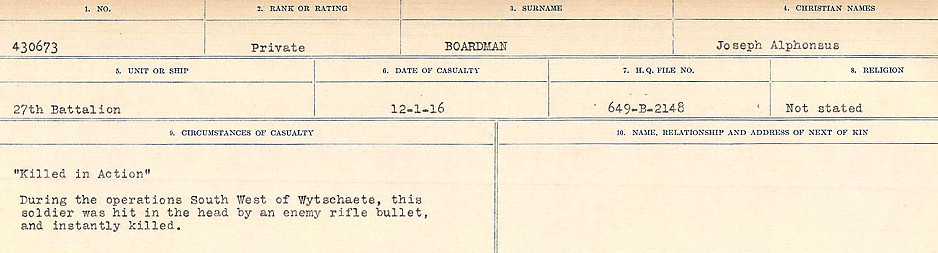 1. NO. 2. RANK OR RATING 3. SURNAME 4. CHRISTIAN NAMES
430673 Private BOARDMAN Joseph Alphonsus
5. UNIT OR SHIP 6. DATE OF CASUALTY 7. H.Q. FILE NO. 8. RELIGION
27th Battalion 12-1-16 649-B-2148 Not stated
9. CIRCUMSTANCES OF CASUALTY 10. NAME, RELATIONSHIP AND ADDRESS OF NEXT OF KIN
"Killed in Action"
During the operations South West of Wytschaete, this
soldier was hit in the head by an enemy rifle bullet,
and instantly killed.